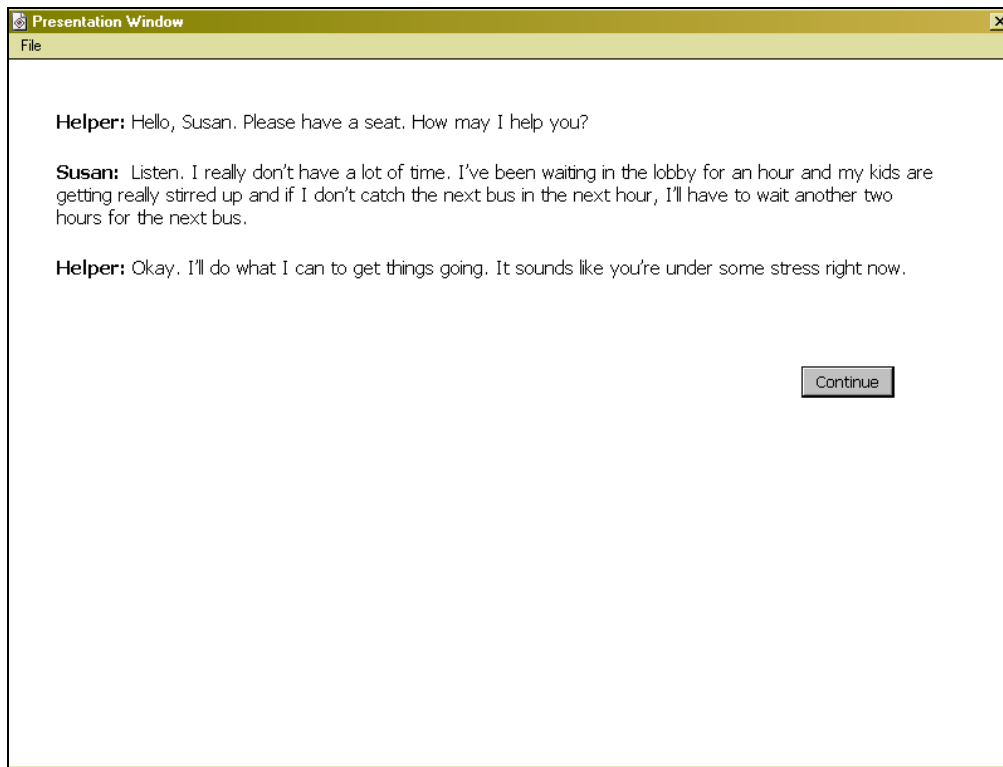 Presentation Window
File
Helper: Hello, Susan. Please have a seat. How may I help you?
Susan: Listen. I really don't have a lot of time. I've been waiting in the lobby for an hour and my kids are
getting really stirred up and if I don't catch the next bus in the next hour, I'll have to wait another two
hours for the next bus.
Helper: Okay. I'll do what I can to get things going. It sounds like you're under some stress right now.
Continue